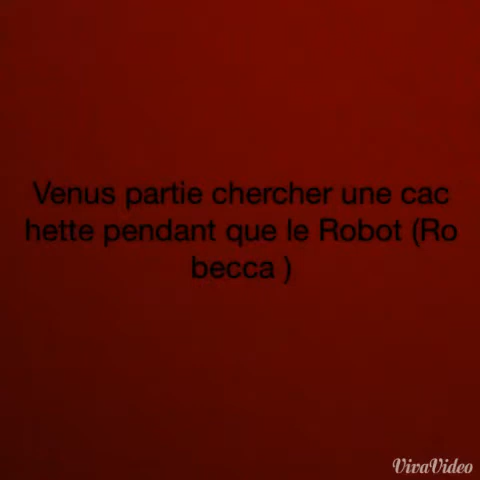 Venus partie chercher une cac
hette pendant que le Robot (Ro
becca )
VivaVideo